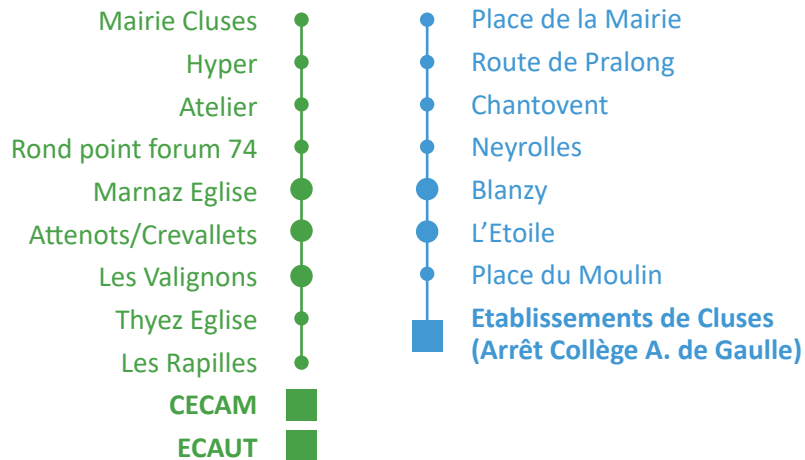 Mairie Cluses
Hyper
Atelier
Rond point forum 74
Marnaz Eglise
Attenots/Crevallets
Les Valignons
Thyez Eglise
Les Rapilles
CECAM
ECAUT
Place de la Mairie
Route de Pralong
Chantovent
Neyrolles
Blanzy
L'Etoile
Place du Moulin
Etablissements de Cluses
(Arrêt Collège A. de Gaulle)